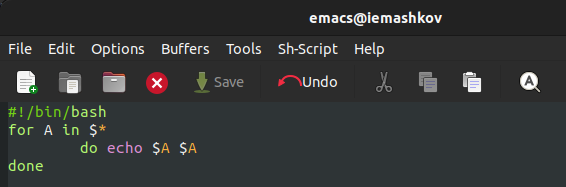 emacs@iemashkov
File Edit Options Buffers Tools Sh-Script Help
Save Undo
#!/bin/bash
for A in $*
        do echo $A $A
done